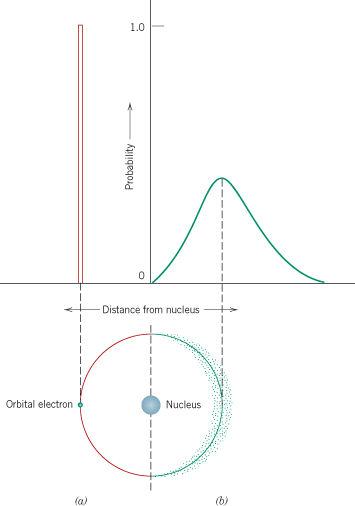 1.0
Probability
0
Distance from nucleus
Orbital electron
Nucleus
(a)
(b)